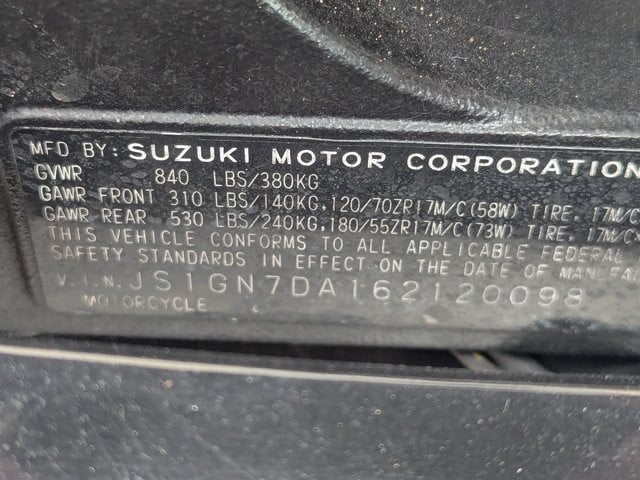 MFD BY: SUZUKI MOTOR CORPORATION
GVWR 840 LBS/380KG
GAWR FRONT 310 LBS/140KG,120/70ZR17M/C(58W) TIRE, 17M/C
GAWR REAR 530 LBS/240KG,180/55ZR17M/C(73W) TIRE, 17M/C
THIS VEHICLE CONFORMS TO ALL APPLICABLE FEDERAL
SAFETY STANDARDS IN EFFECT ON THE DATE OF MANUFA
V.I.N. JS1GN7DA162120098
MOTORCYCLE